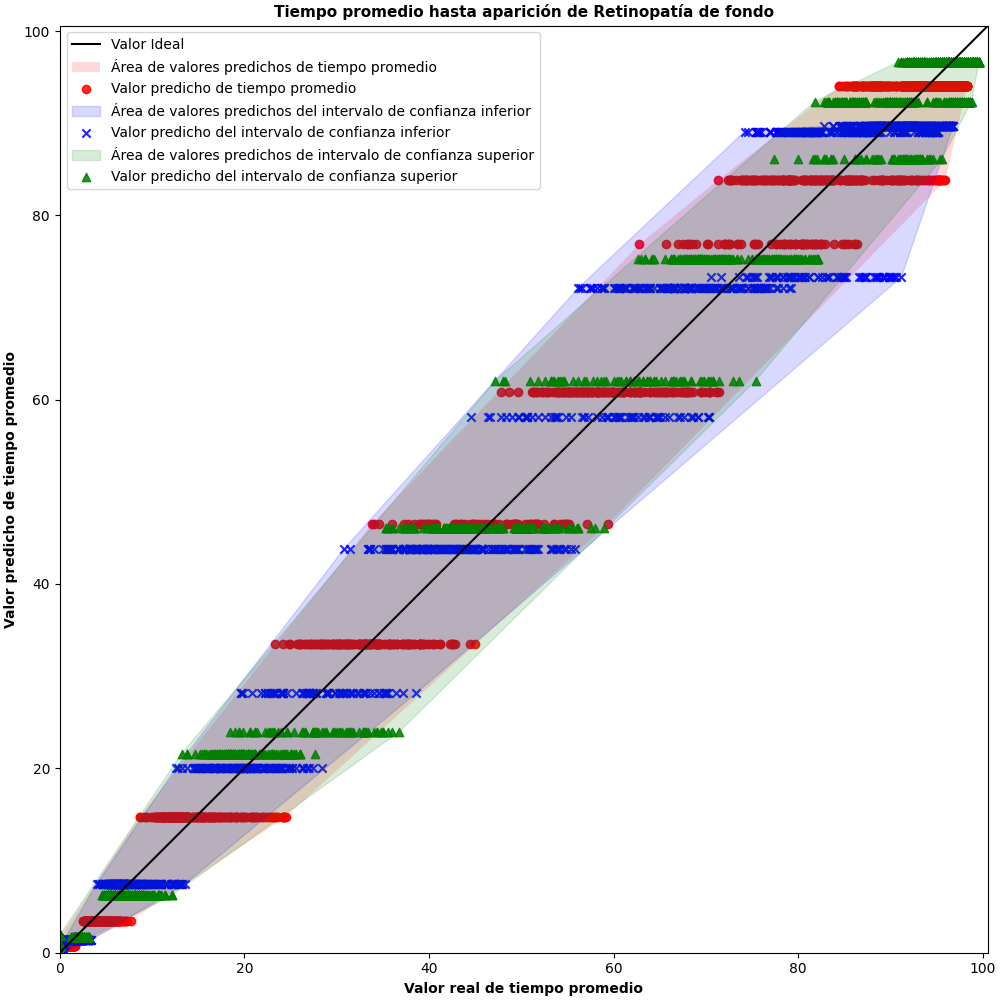 Tiempo promedio hasta aparición de Retinopatía de fondo
Valor Ideal
Área de valores predichos de tiempo promedio
Valor predicho de tiempo promedio
Área de valores predichos del intervalo de confianza inferior
Valor predicho del intervalo de confianza inferior
Área de valores predichos de intervalo de confianza superior
Valor predicho del intervalo de confianza superior
Valor predicho de tiempo promedio
100
80
60
40
20
0
0 20 40 60 80 100
Valor real de tiempo promedio